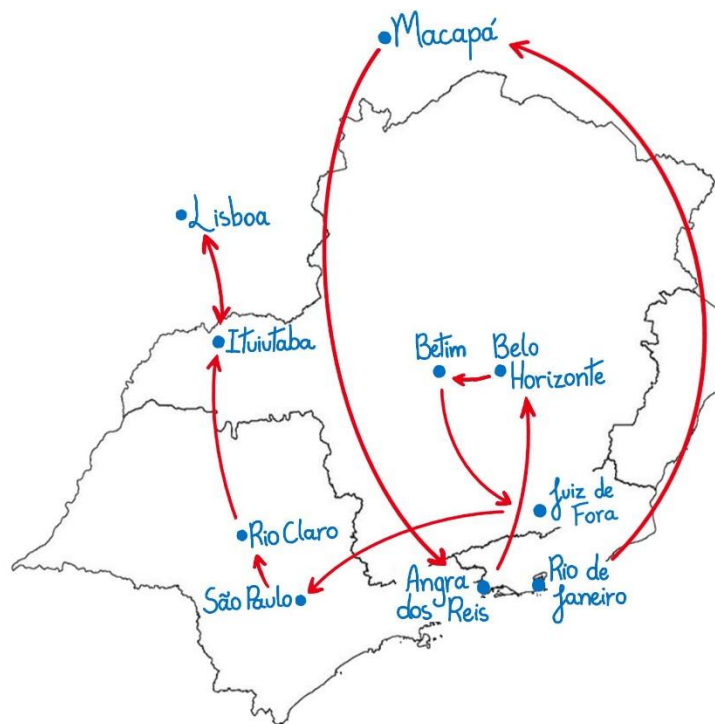 Macapá
Lisboa
Ituiutaba
Betim
Belo
Horizonte
Juiz de
Fora
Rio Claro
São Paulo
Angra
dos Reis
Rio de
Janeiro